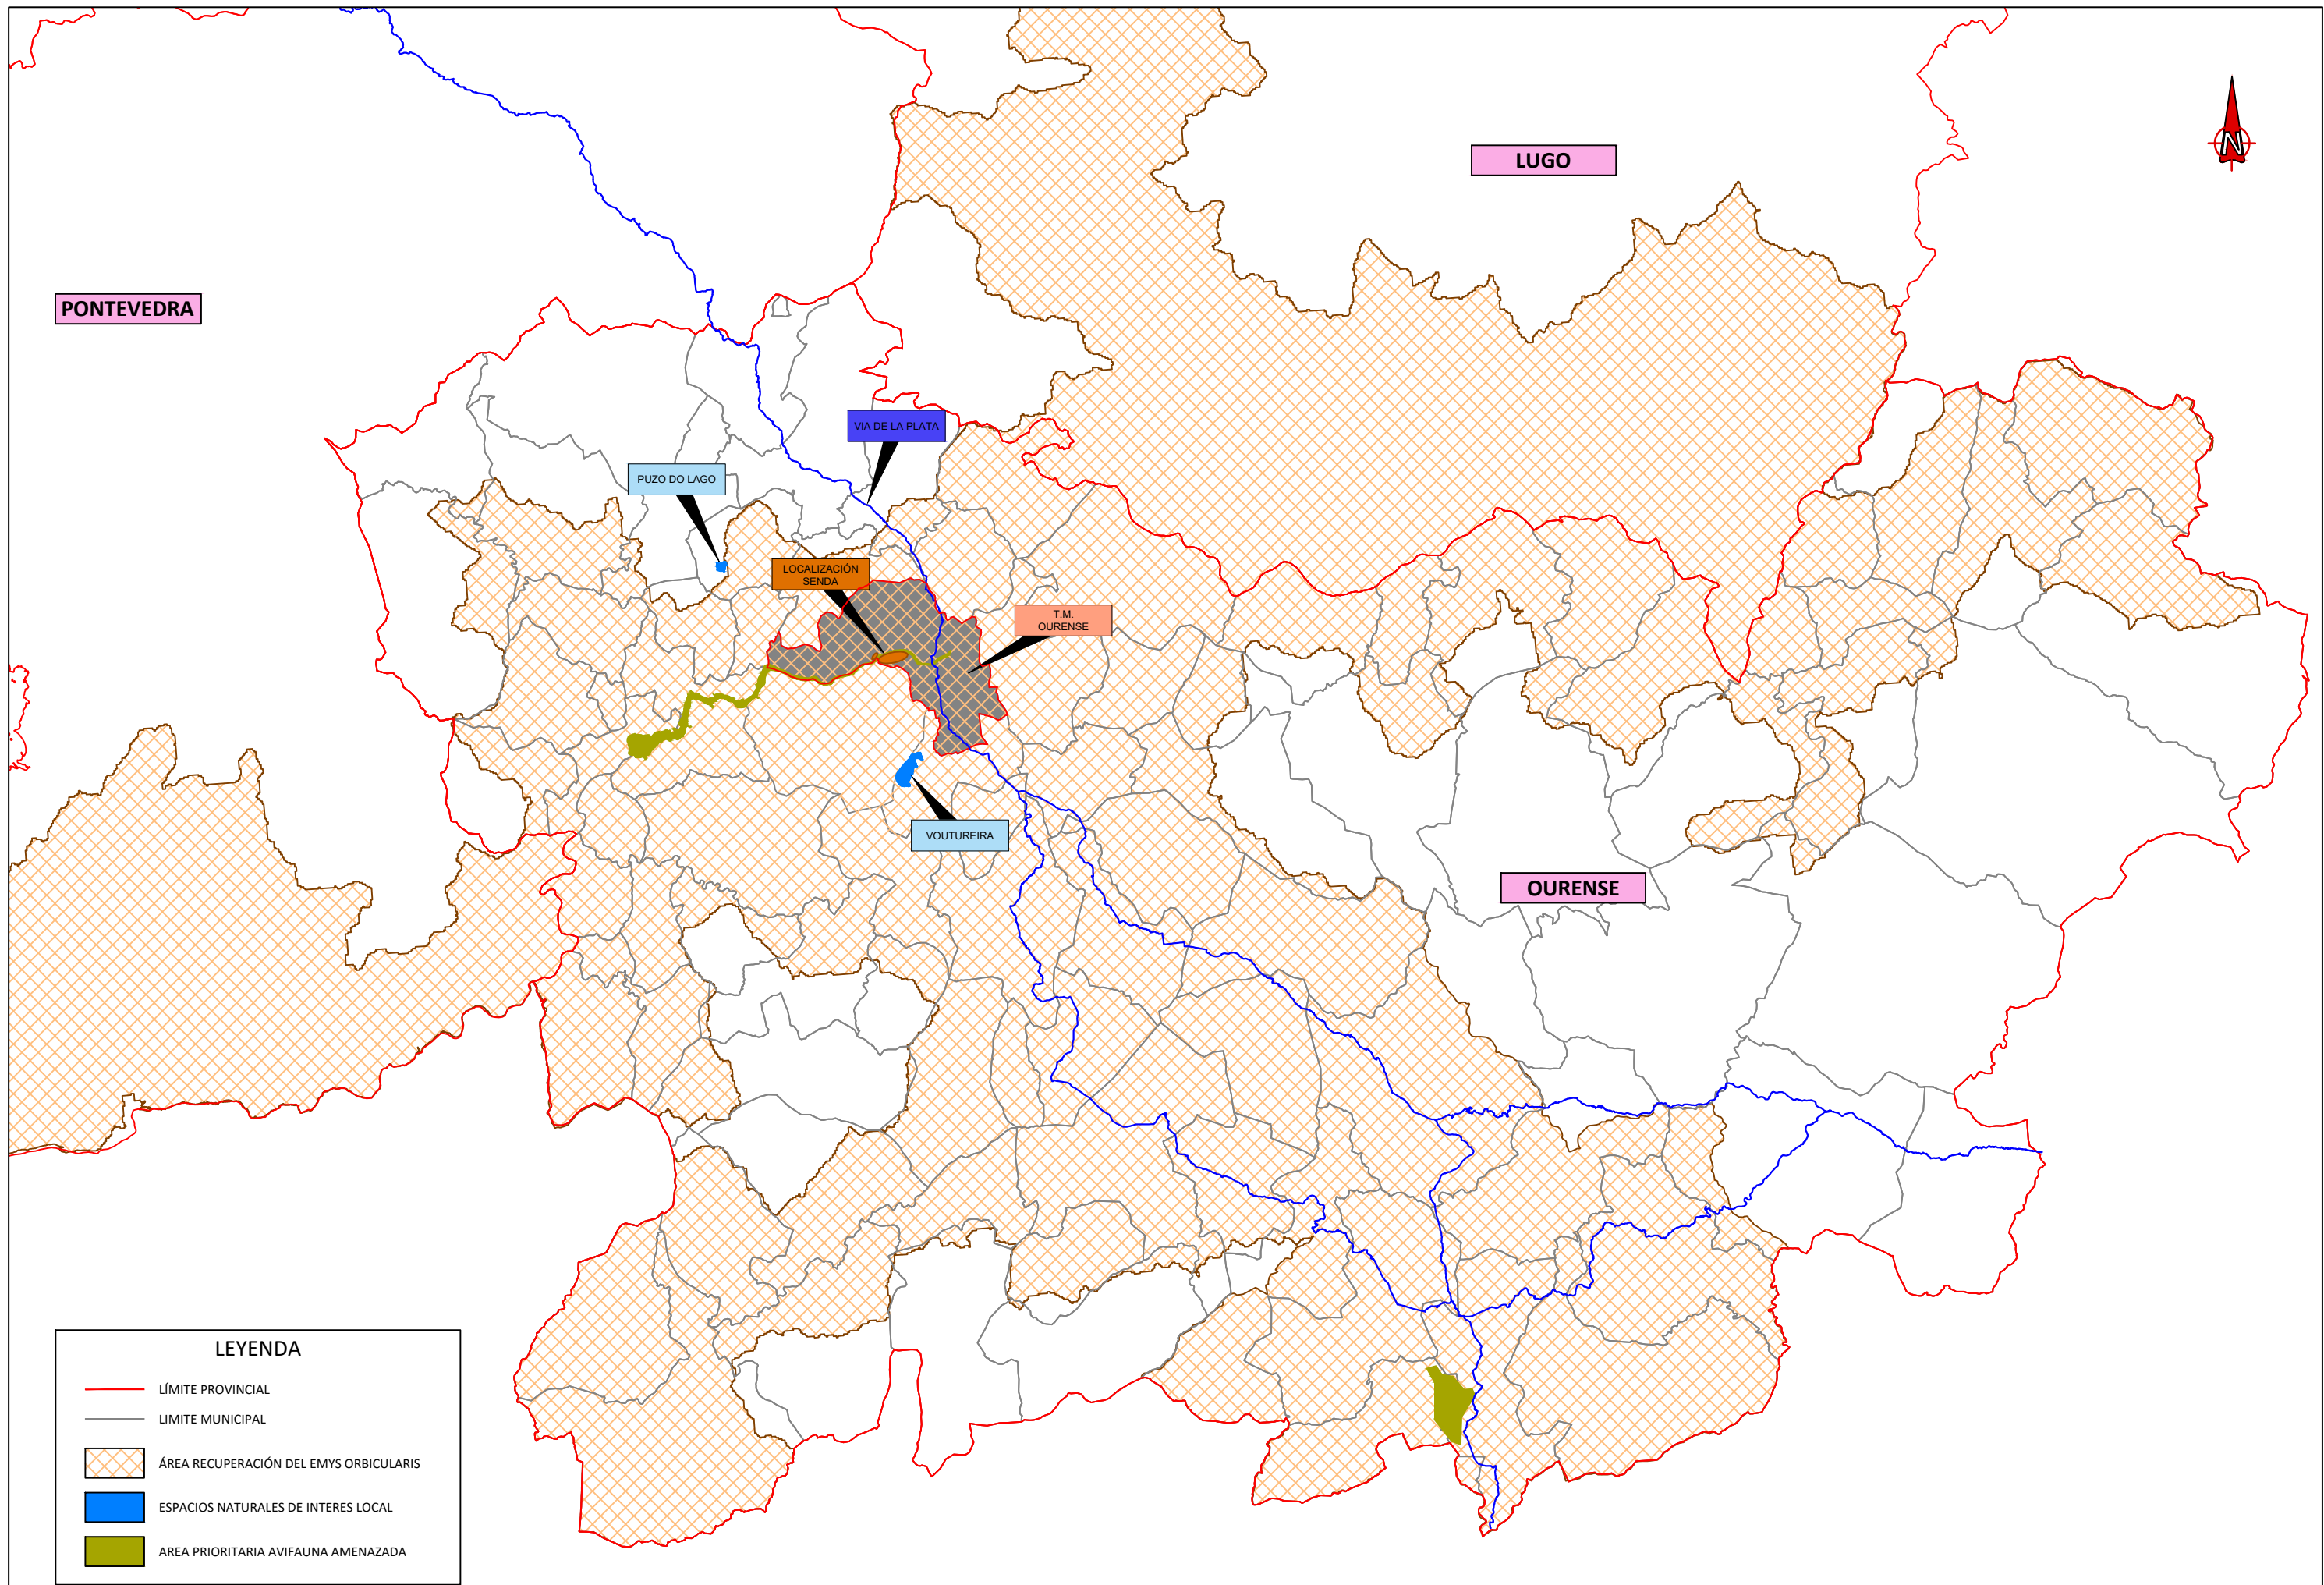 LUGO
N
PONTEVEDRA
VIA DE LA PLATA
PUZO DO LAGO
LOCALIZACIÓN
SENDA
T.M.
OURENSE
VOUTUREIRA
OURENSE
LEYENDA
LÍMITE PROVINCIAL
LIMITE MUNICIPAL
ÁREA RECUPERACIÓN DEL EMYS ORBICULARIS
ESPACIOS NATURALES DE INTERES LOCAL
AREA PRIORITARIA AVIFAUNA AMENAZADA